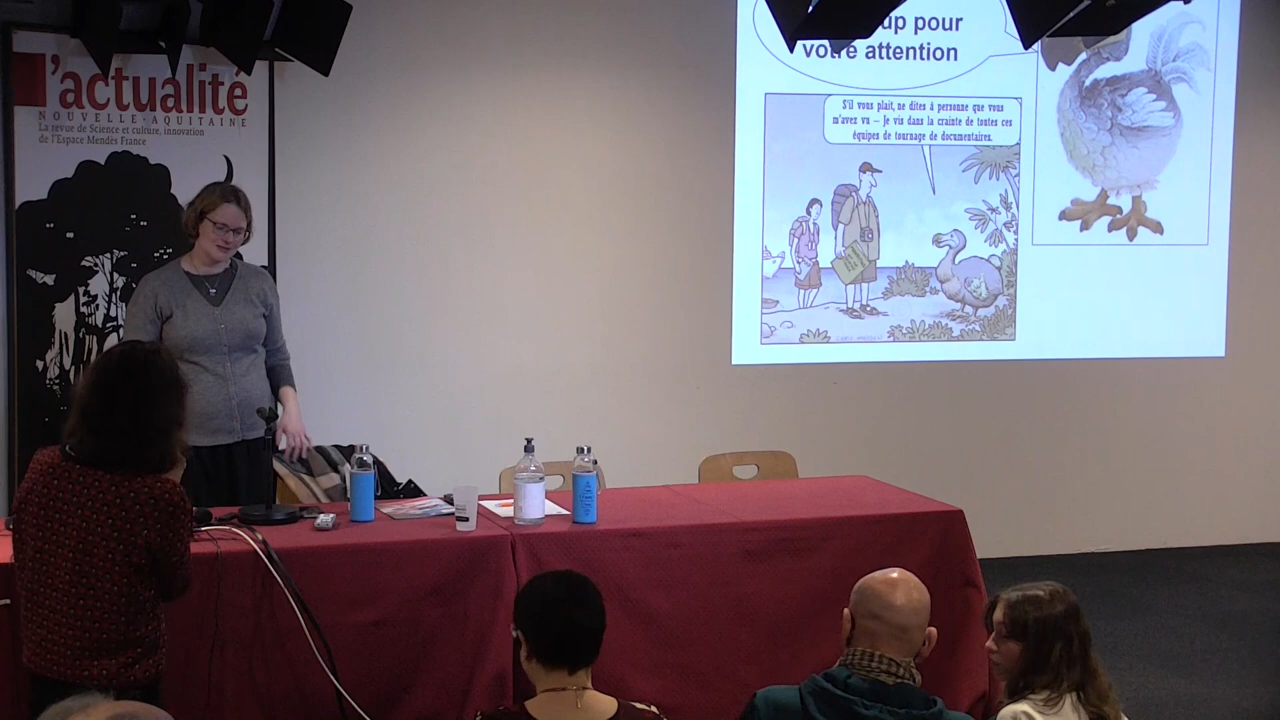 l'actualité
NOUVELLE-AQUITAINE
La revue de Science et culture, innovation
de l'Espace Mendès France
up pour
votre attention
S'il vous plait, ne dites à personne que vous
m'avez vu – Je vis dans la crainte de toutes ces
équipes de tournage de documentaires.